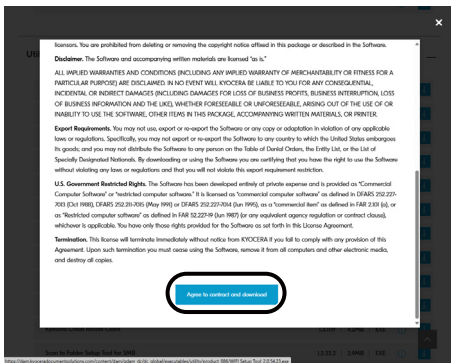 ×
licensors. You are prohibited from deleting or removing the copyright notice affixed in this package or described in the Software.
Disclaimer. The Software and accompanying written materials are licensed "as is."
ALL IMPLIED WARRANTIES AND CONDITIONS (INCLUDING ANY IMPLIED WARRANTY OF MERCHANTABILITY OR FITNESS FOR A
PARTICULAR PURPOSE) ARE DISCLAIMED. IN NO EVENT WILL KYOCERA BE LIABLE TO YOU FOR ANY CONSEQUENTIAL,
INCIDENTAL OR INDIRECT DAMAGES (INCLUDING DAMAGES FOR LOSS OF BUSINESS PROFITS, BUSINESS INTERRUPTION, LOSS
OF BUSINESS INFORMATION AND THE LIKE), WHETHER FORESEEABLE OR UNFORESEEABLE, ARISING OUT OF THE USE OF OR
INABILITY TO USE THE SOFTWARE, OTHER ITEMS IN THIS PACKAGE, ACCOMPANYING WRITTEN MATERIALS, OR PRINTER.
Export Requirements. You may not use, export or re-export the Software or any copy or adaptation in violation of any applicable
laws or regulations. Specifically, you may not export or re-export the Software to any country to which the United States embargoes
its goods; and you may not distribute the Software to any person on the Table of Denial Orders, the Entity List, or the List of
Specially Designated Nationals. By downloading or using the Software you are certifying that you have the right to use the Software
without violating any laws or regulations and that you will not violate this export requirement restriction.
U.S. Government Restricted Rights. The Software has been developed entirely at private expense and is provided as "Commercial
Computer Software" or "restricted computer software." It is licensed as "commercial computer software" as defined in DFARS 252.227-
7013 (Oct 1988), DFARS 252.211-7015 (May 1991) or DFARS 252.227-7014 (Jun 1995), as a "commercial item" as defined in FAR 2.101 (a), or
as "Restricted computer software" as defined in FAR 52.227-19 (Jun 1987) (or any equivalent agency regulation or contract clause),
whichever is applicable. You have only those rights provided for the Software as set forth in this License Agreement.
Termination. This license will terminate immediately without notice from KYOCERA if you fail to comply with any provision of this
Agreement. Upon such termination you must cease using the Software, remove it from all computers and other electronic media,
and destroy all copies.
Agree to contract and download
Scan to Folder Setup Tool for SMB